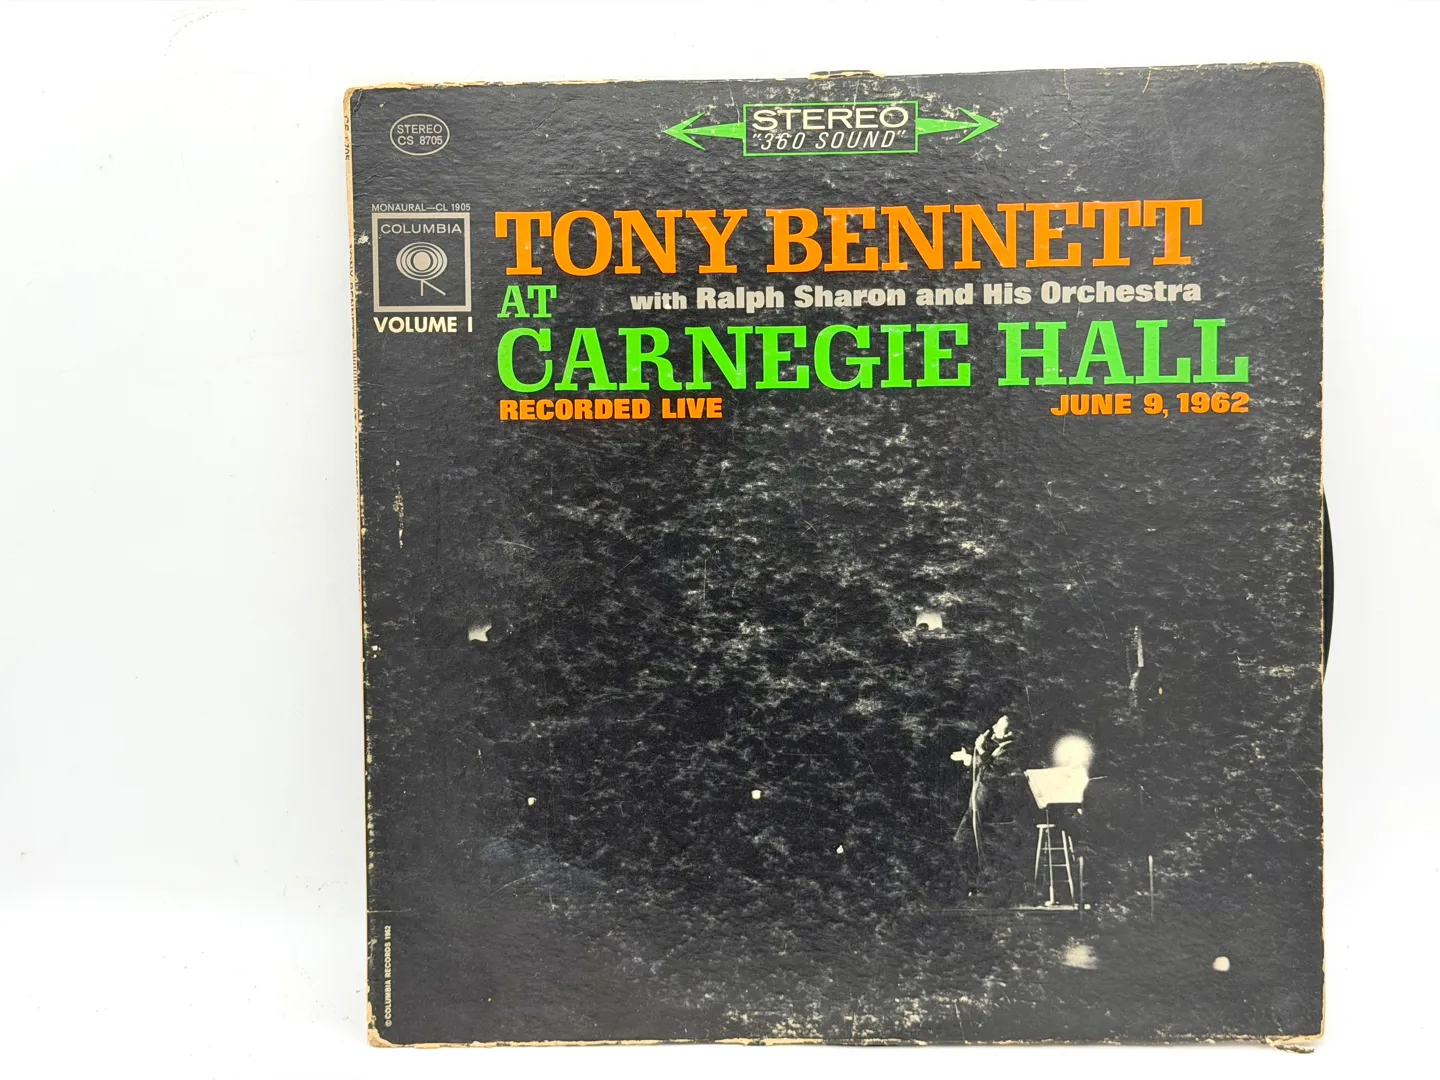 STEREO
CS 8705
STEREO
"360 SOUND"
MONAURAL—CL 1905
COLUMBIA
VOLUME I
TONY BENNETT
with Ralph Sharon and His Orchestra
AT
CARNEGIE HALL
RECORDED LIVE
JUNE 9, 1962
© COLUMBIA RECORDS 1962